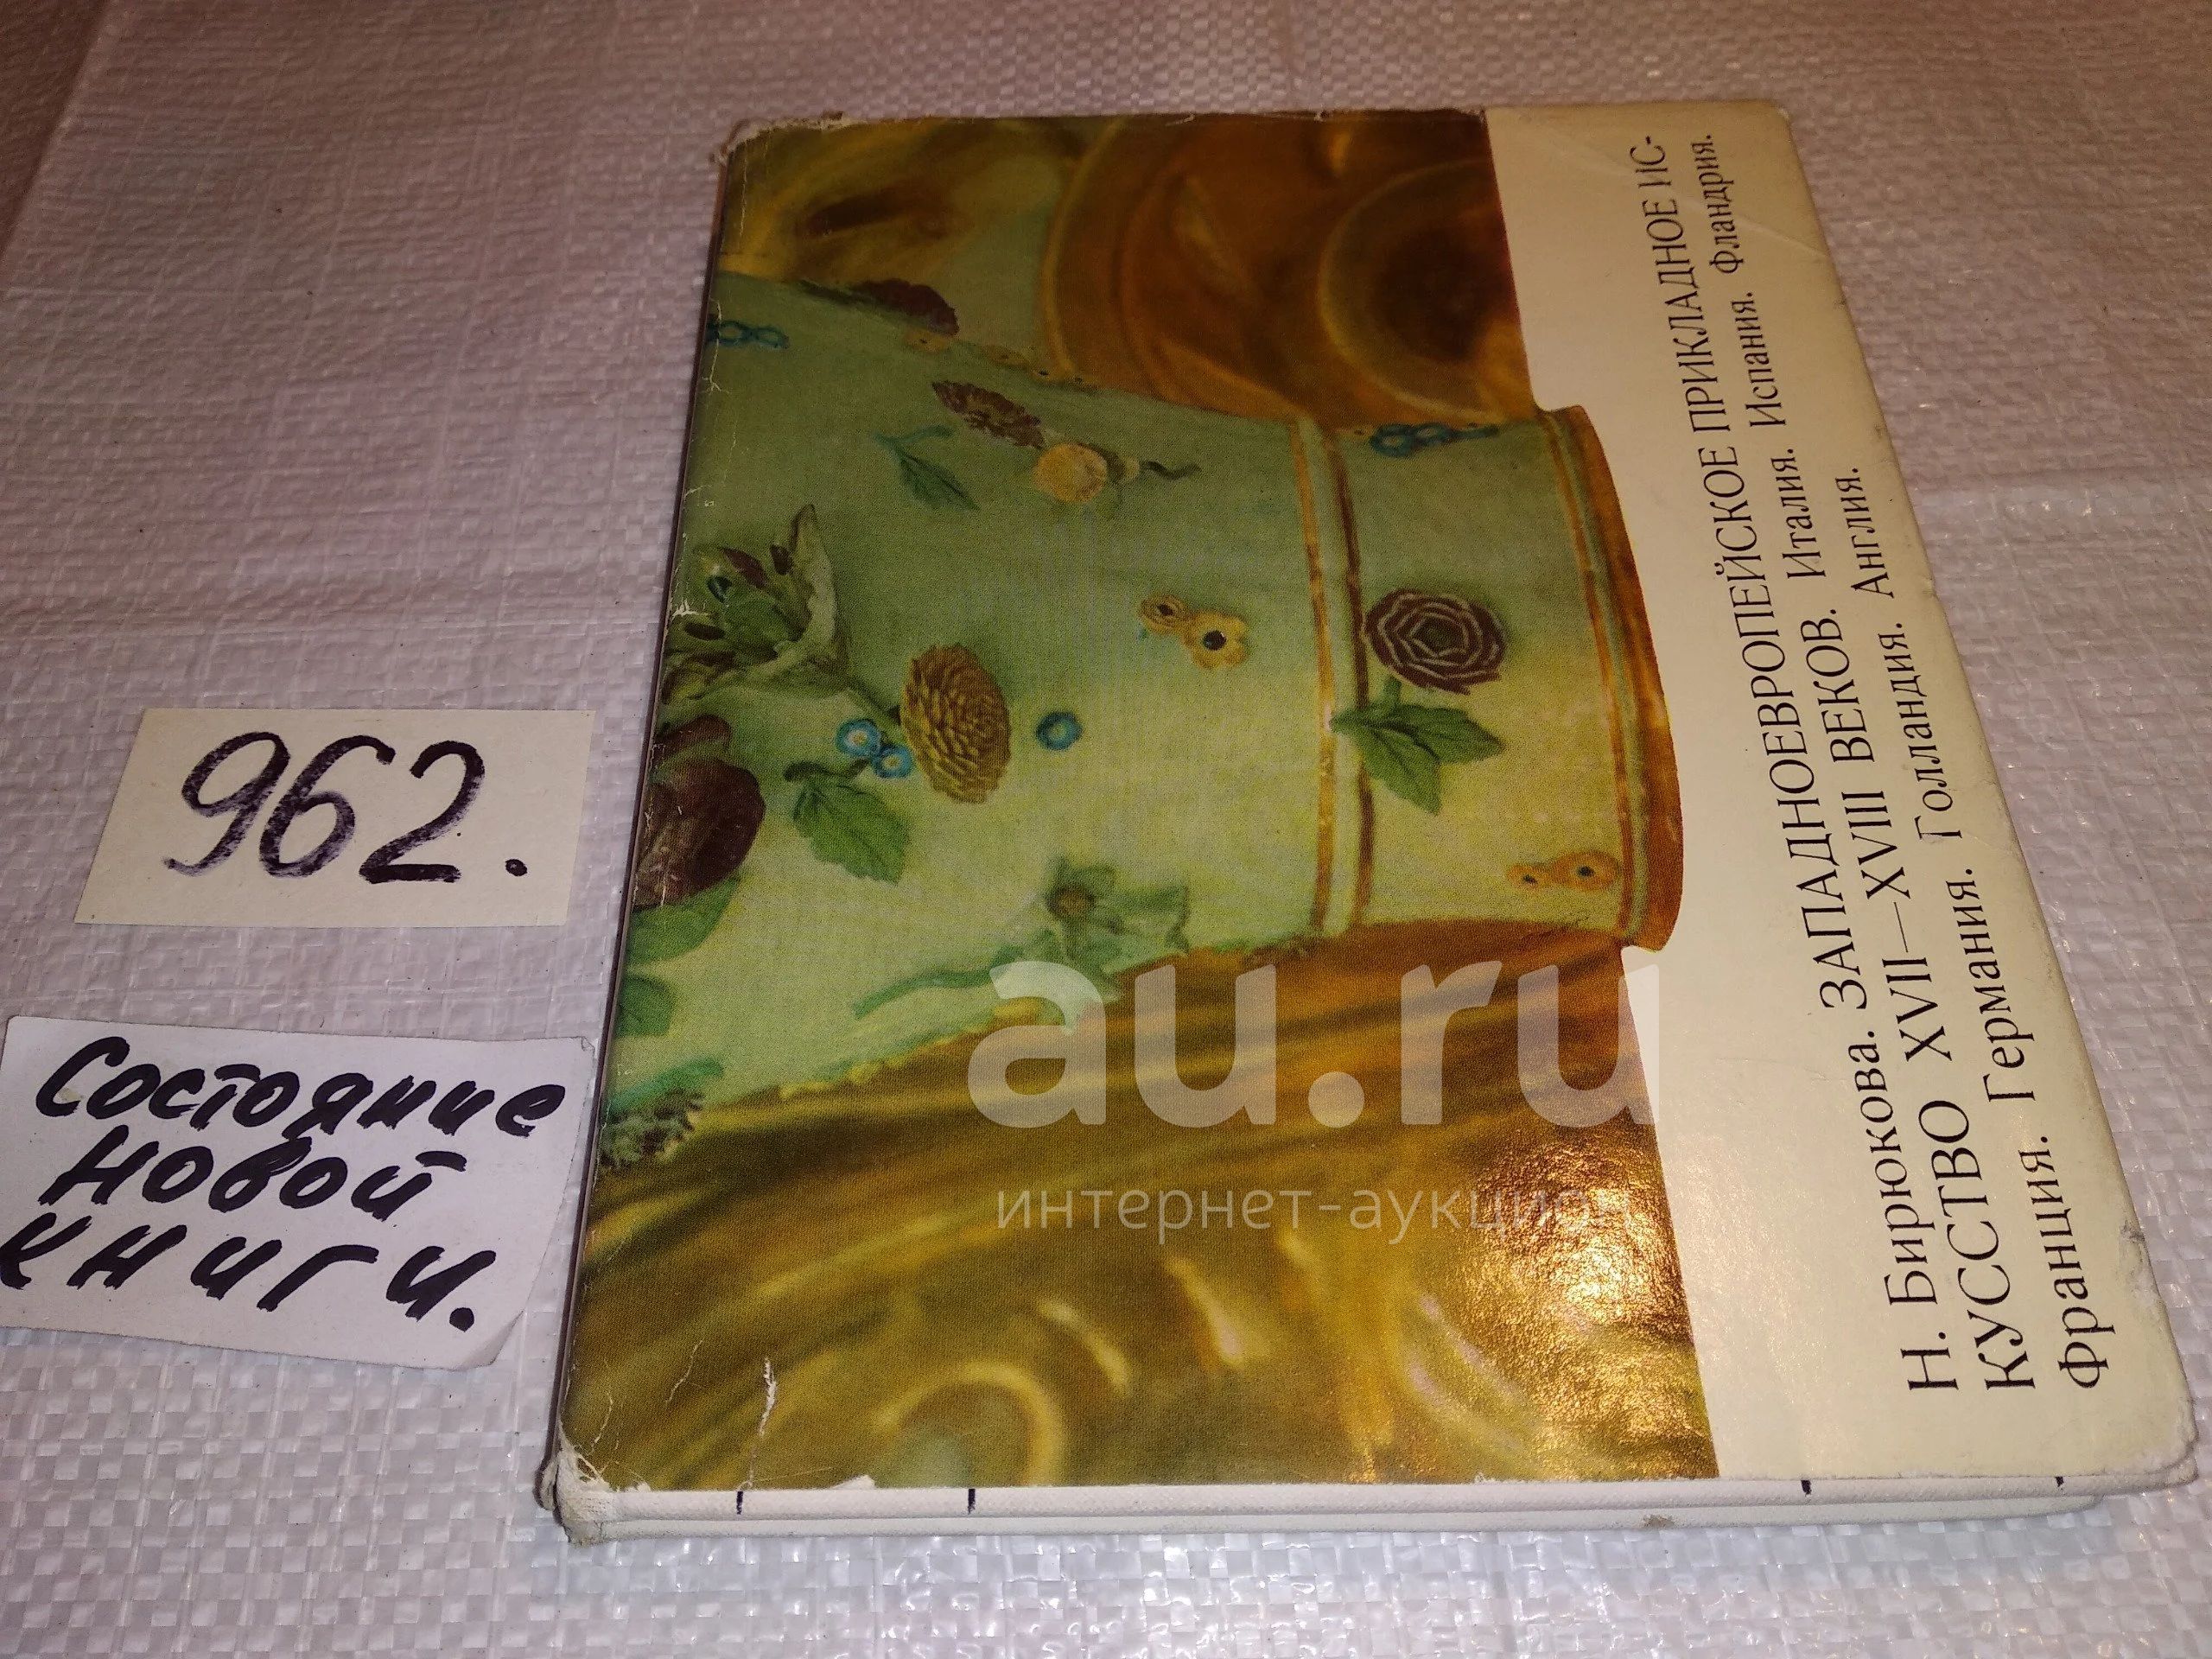 962.
Состояние
новой
книги.
Н. Бирюкова. ЗАПАДНОЕВРОПЕЙСКОЕ ПРИКЛАДНОЕ ИС-
КУССТВО XVII—XVIII ВЕКОВ. Италия. Испания. Фландрия.
Франция. Германия. Голландия. Англия.
au.ru
интернет-аукцион